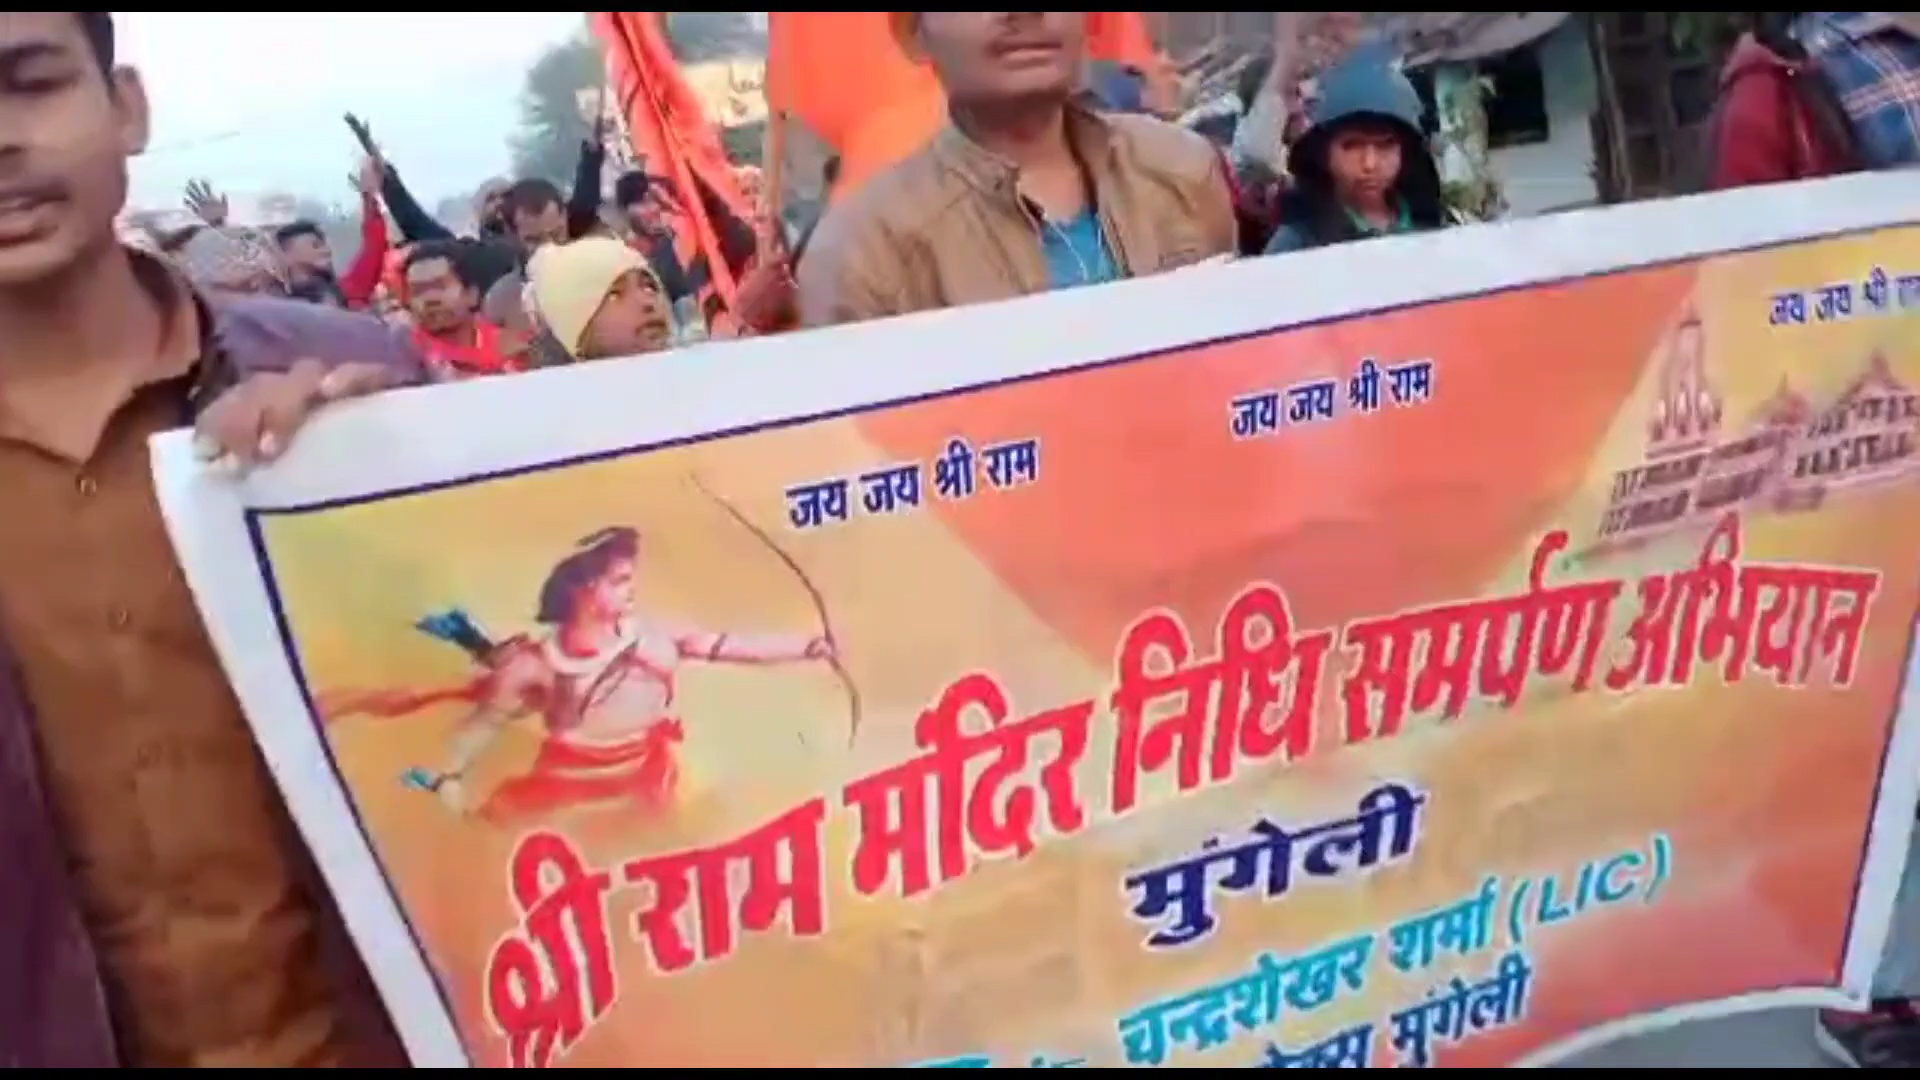 जय जय श्री राम
जय जय श्री राम
जय जय श्री राम
श्री राम मंदिर निधि समर्पण अभियान
मुंगेली
चन्द्रशेखर शर्मा (LIC)
मुंगेली